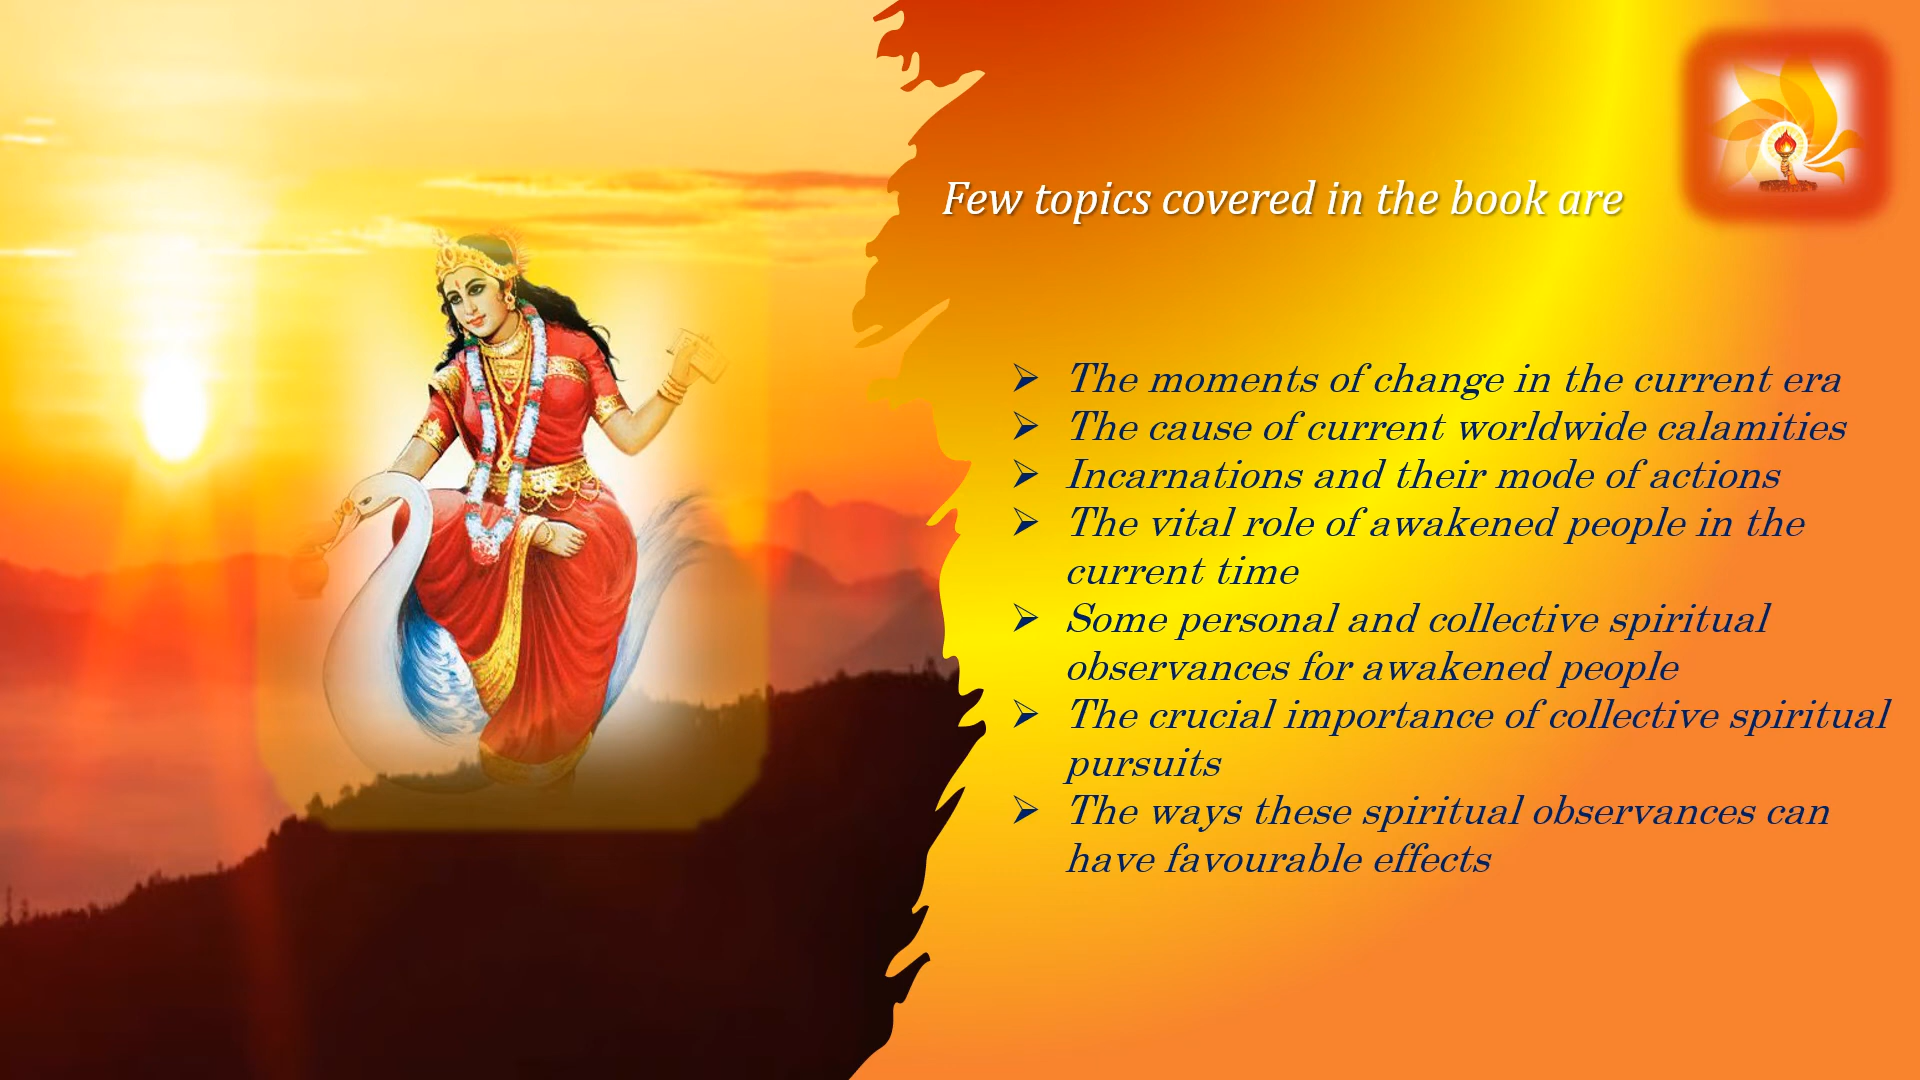 Few topics covered in the book are
➢ The moments of change in the current era
➢ The cause of current worldwide calamities
➢ Incarnations and their mode of actions
➢ The vital role of awakened people in the
current time
➢ Some personal and collective spiritual
observances for awakened people
➢ The crucial importance of collective spiritual
pursuits
➢ The ways these spiritual observances can
have favourable effects